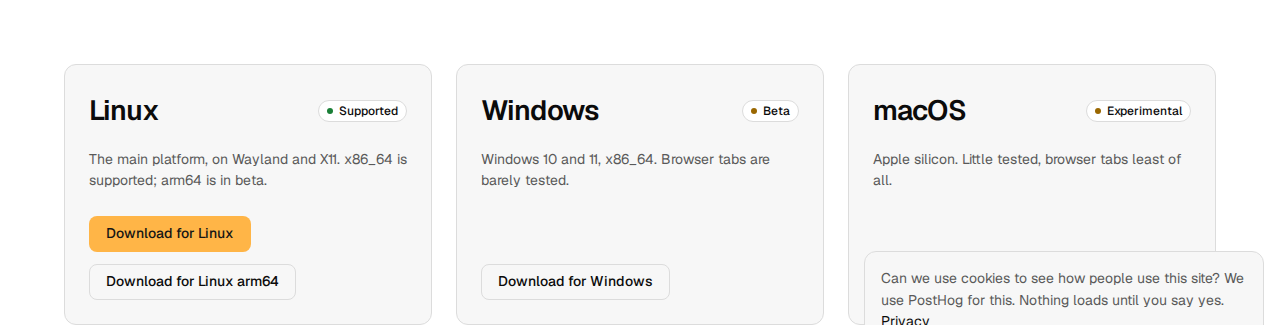 Linux
Supported
The main platform, on Wayland and X11. x86_64 is
supported; arm64 is in beta.
Download for Linux
Download for Linux arm64
Windows
Beta
Windows 10 and 11, x86_64. Browser tabs are
barely tested.
Download for Windows
macOS
Experimental
Apple silicon. Little tested, browser tabs least of
all.
Can we use cookies to see how people use this site? We
use PostHog for this. Nothing loads until you say yes.
Privacy